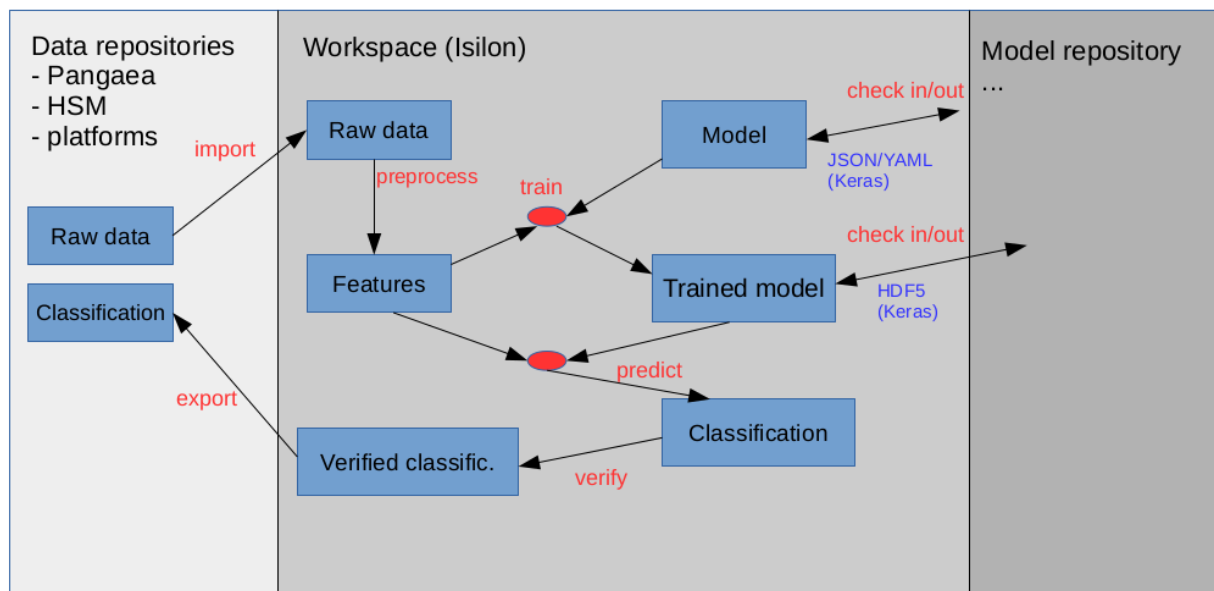 Data repositories
- Pangaea
- HSM
- platforms
import
Raw data
Classification
export
Workspace (Isilon)
Raw data
preprocess
Features
train
Model
check in/out
JSON/YAML
(Keras)
Trained model
check in/out
HDF5
(Keras)
predict
Classification
verify
Verified classific.
Model repository
...